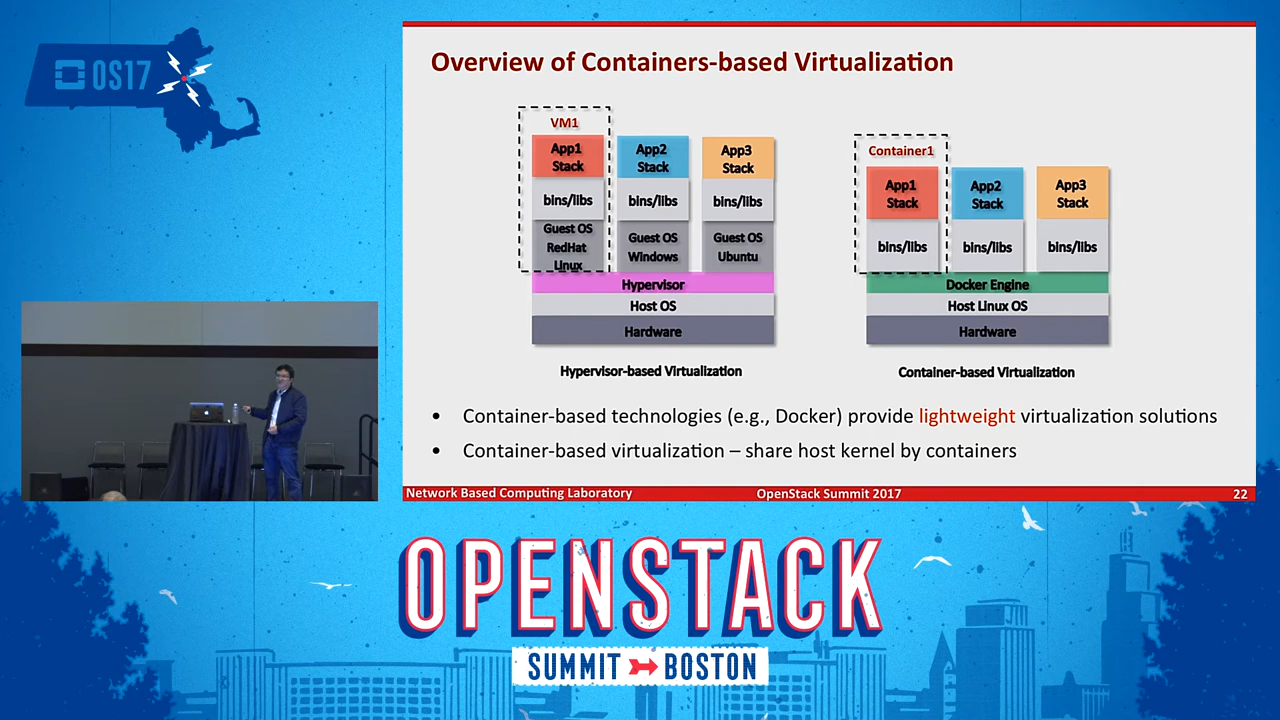 OS17
Overview of Containers-based Virtualization
VM1
App1
Stack
App2
Stack
App3
Stack
bins/libs
bins/libs
bins/libs
Guest OS
RedHat
Linux
Guest OS
Windows
Guest OS
Ubuntu
Hypervisor
Host OS
Hardware
Hypervisor-based Virtualization
Container1
App1
Stack
App2
Stack
App3
Stack
bins/libs
bins/libs
bins/libs
Docker Engine
Host Linux OS
Hardware
Container-based Virtualization
• Container-based technologies (e.g., Docker) provide lightweight virtualization solutions
• Container-based virtualization – share host kernel by containers
Network Based Computing Laboratory OpenStack Summit 2017 22
OPENSTACK
SUMMIT BOSTON